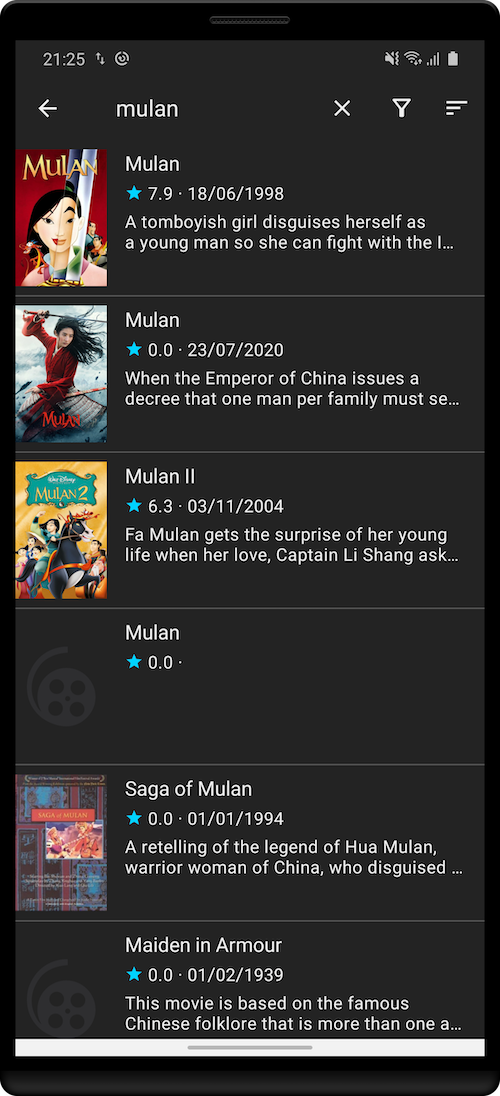 21:25
mulan
MULAN
Mulan
7.9 · 18/06/1998
A tomboyish girl disguises herself as
a young man so she can fight with the I…
MULAN
Mulan
0.0 · 23/07/2020
When the Emperor of China issues a
decree that one man per family must se…
Walt Disney
MULAN 2
Mulan II
6.3 · 03/11/2004
Fa Mulan gets the surprise of her young
life when her love, Captain Li Shang ask…
Mulan
0.0 ·
SAGA of MULAN
Saga of Mulan
0.0 · 01/01/1994
A retelling of the legend of Hua Mulan,
warrior woman of China, who disguised …
Maiden in Armour
0.0 · 01/02/1939
This movie is based on the famous
Chinese folklore that is more than one a…